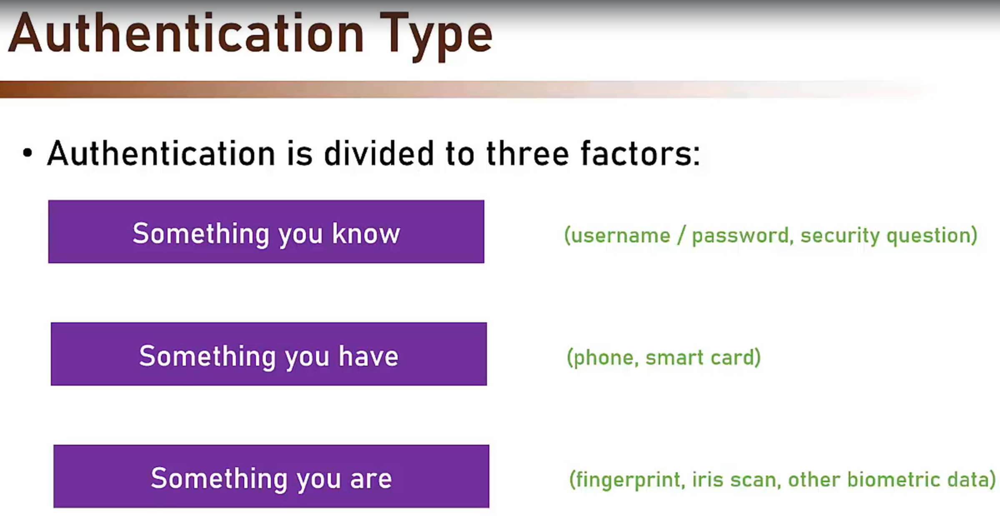 Authentication Type
• Authentication is divided to three factors:
Something you know
(username / password, security question)
Something you have
(phone, smart card)
Something you are
(fingerprint, iris scan, other biometric data)